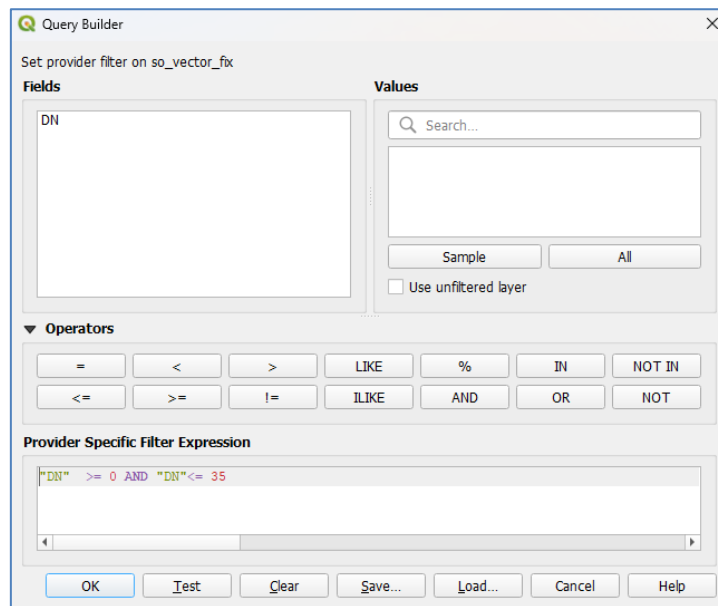 Query Builder
Set provider filter on so_vector_fix
Fields
Values
DN
Search...
Sample
All
Use unfiltered layer
Operators
= < > LIKE % IN NOT IN
<= >= != ILIKE AND OR NOT
Provider Specific Filter Expression
"DN"  >= 0 AND "DN"<= 35
OK Test Clear Save... Load... Cancel Help